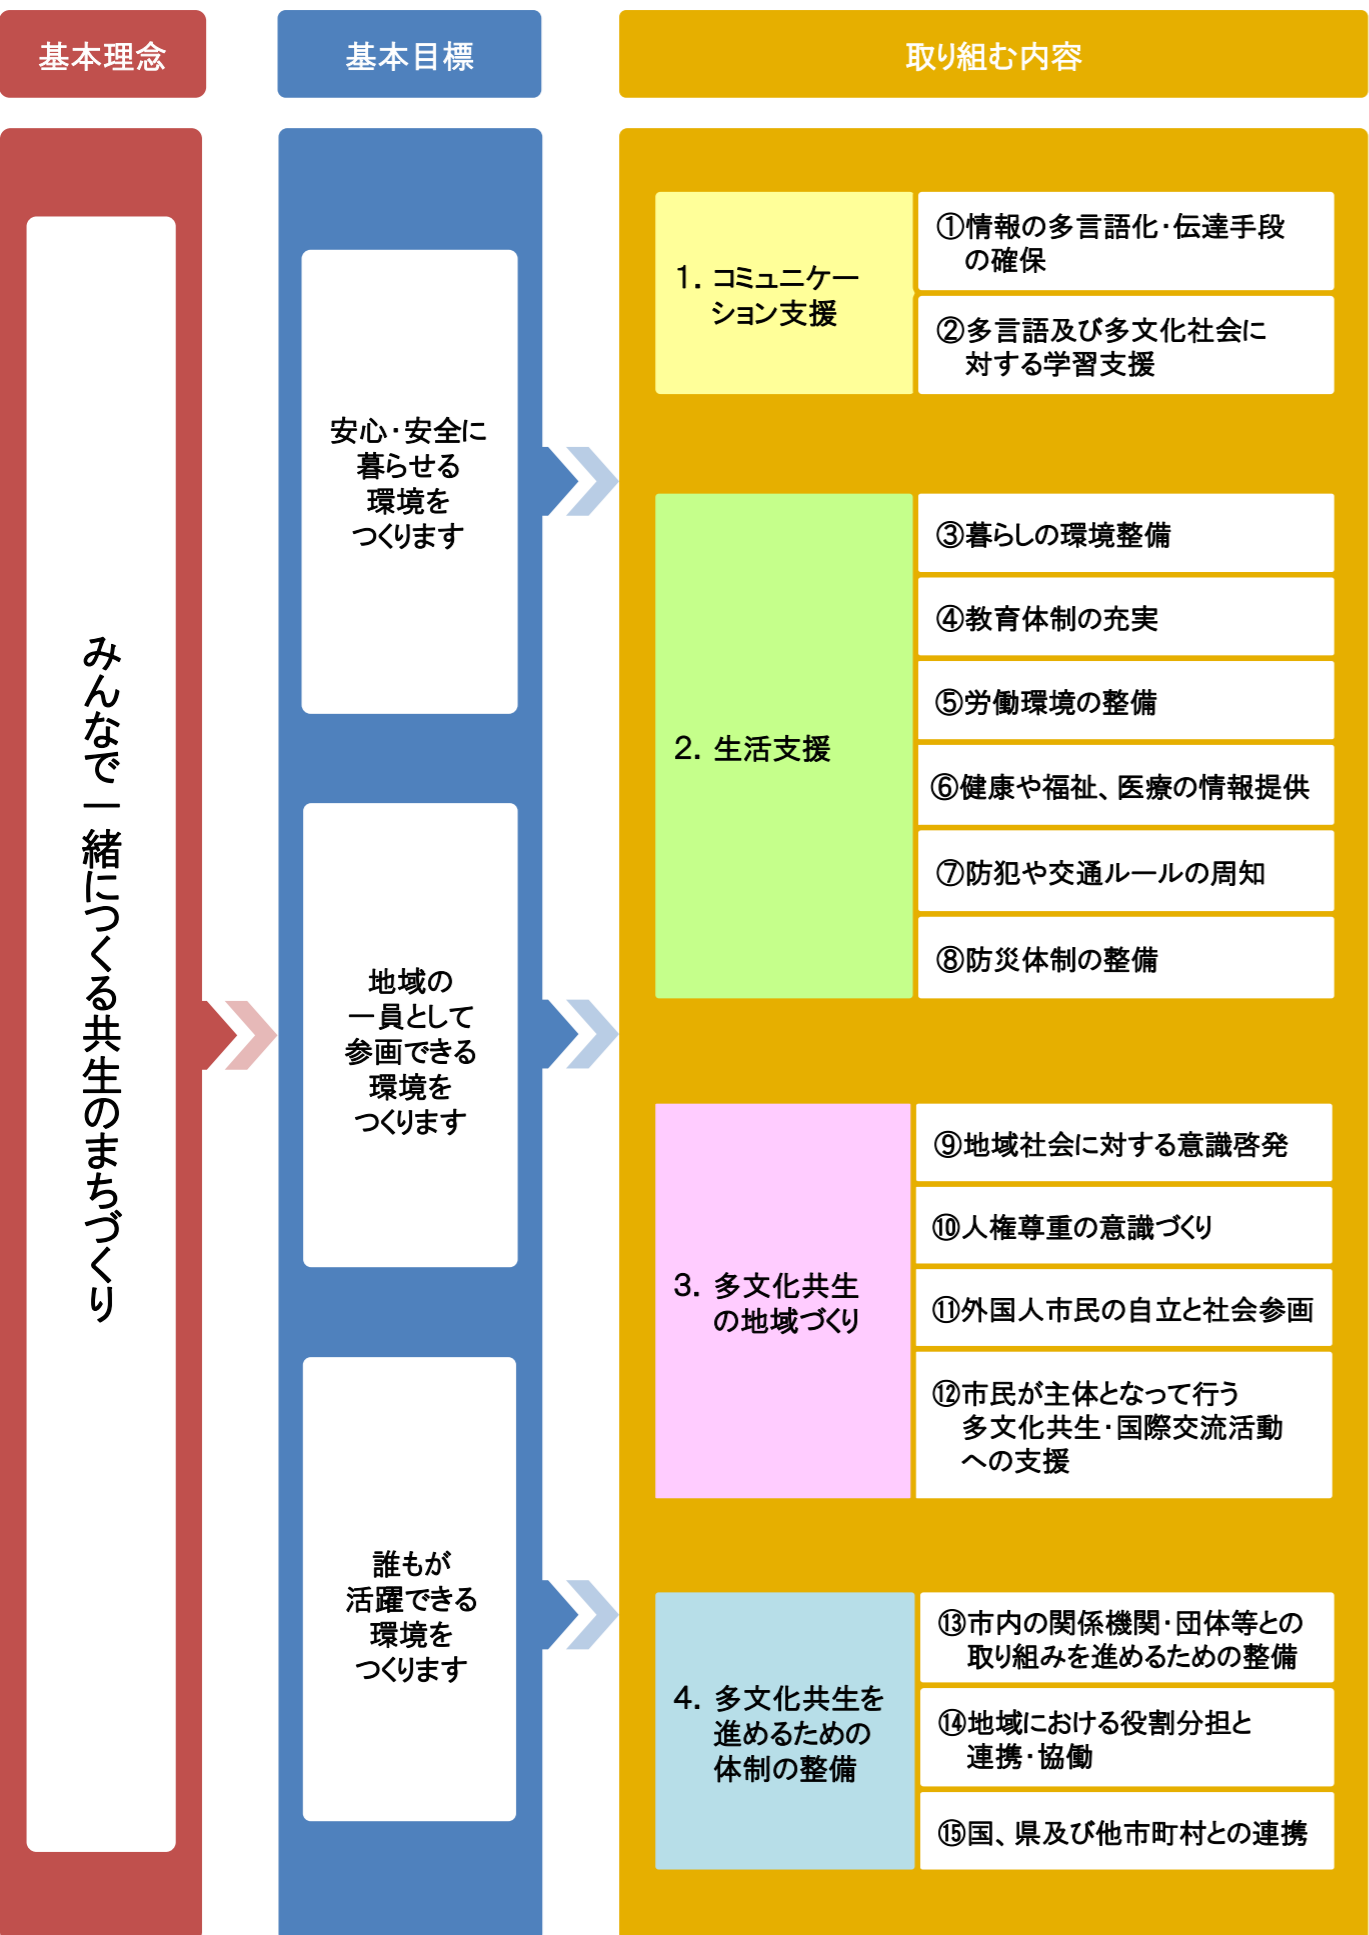 基本理念
基本目標
取り組む内容
みんなで一緒につくる共生のまちづくり
安心・安全に
暮らせる
環境を
つくります
地域の
一員として
参画できる
環境を
つくります
誰もが
活躍できる
環境を
つくります
1. コミュニケー
ション支援
①情報の多言語化・伝達手段
の確保
②多言語及び多文化社会に
対する学習支援
2. 生活支援
③暮らしの環境整備
④教育体制の充実
⑤労働環境の整備
⑥健康や福祉、医療の情報提供
⑦防犯や交通ルールの周知
⑧防災体制の整備
3. 多文化共生
の地域づくり
⑨地域社会に対する意識啓発
⑩人権尊重の意識づくり
⑪外国人市民の自立と社会参画
⑫市民が主体となって行う
多文化共生・国際交流活動
への支援
4. 多文化共生を
進めるための
体制の整備
⑬市内の関係機関・団体等との
取り組みを進めるための整備
⑭地域における役割分担と
連携・協働
⑮国、県及び他市町村との連携